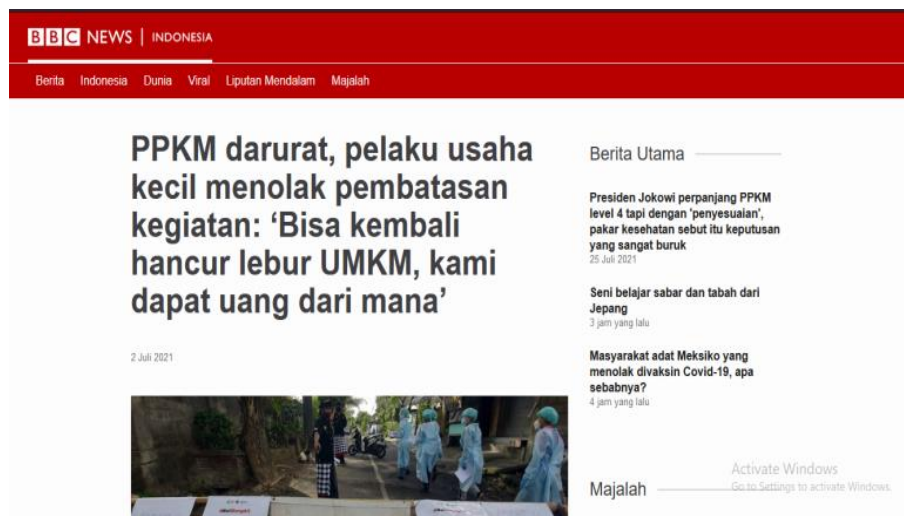 BBC NEWS | INDONESIA
Berita Indonesia Dunia Viral Liputan Mendalam Majalah
PPKM darurat, pelaku usaha
kecil menolak pembatasan
kegiatan: ‘Bisa kembali
hancur lebur UMKM, kami
dapat uang dari mana’
2 Juli 2021
Berita Utama
Presiden Jokowi perpanjang PPKM
level 4 tapi dengan 'penyesuaian',
pakar kesehatan sebut itu keputusan
yang sangat buruk
25 Juli 2021
Seni belajar sabar dan tabah dari
Jepang
3 jam yang lalu
Masyarakat adat Meksiko yang
menolak divaksin Covid-19, apa
sebabnya?
4 jam yang lalu
Majalah
Activate Windows
Go to Settings to activate Windows.